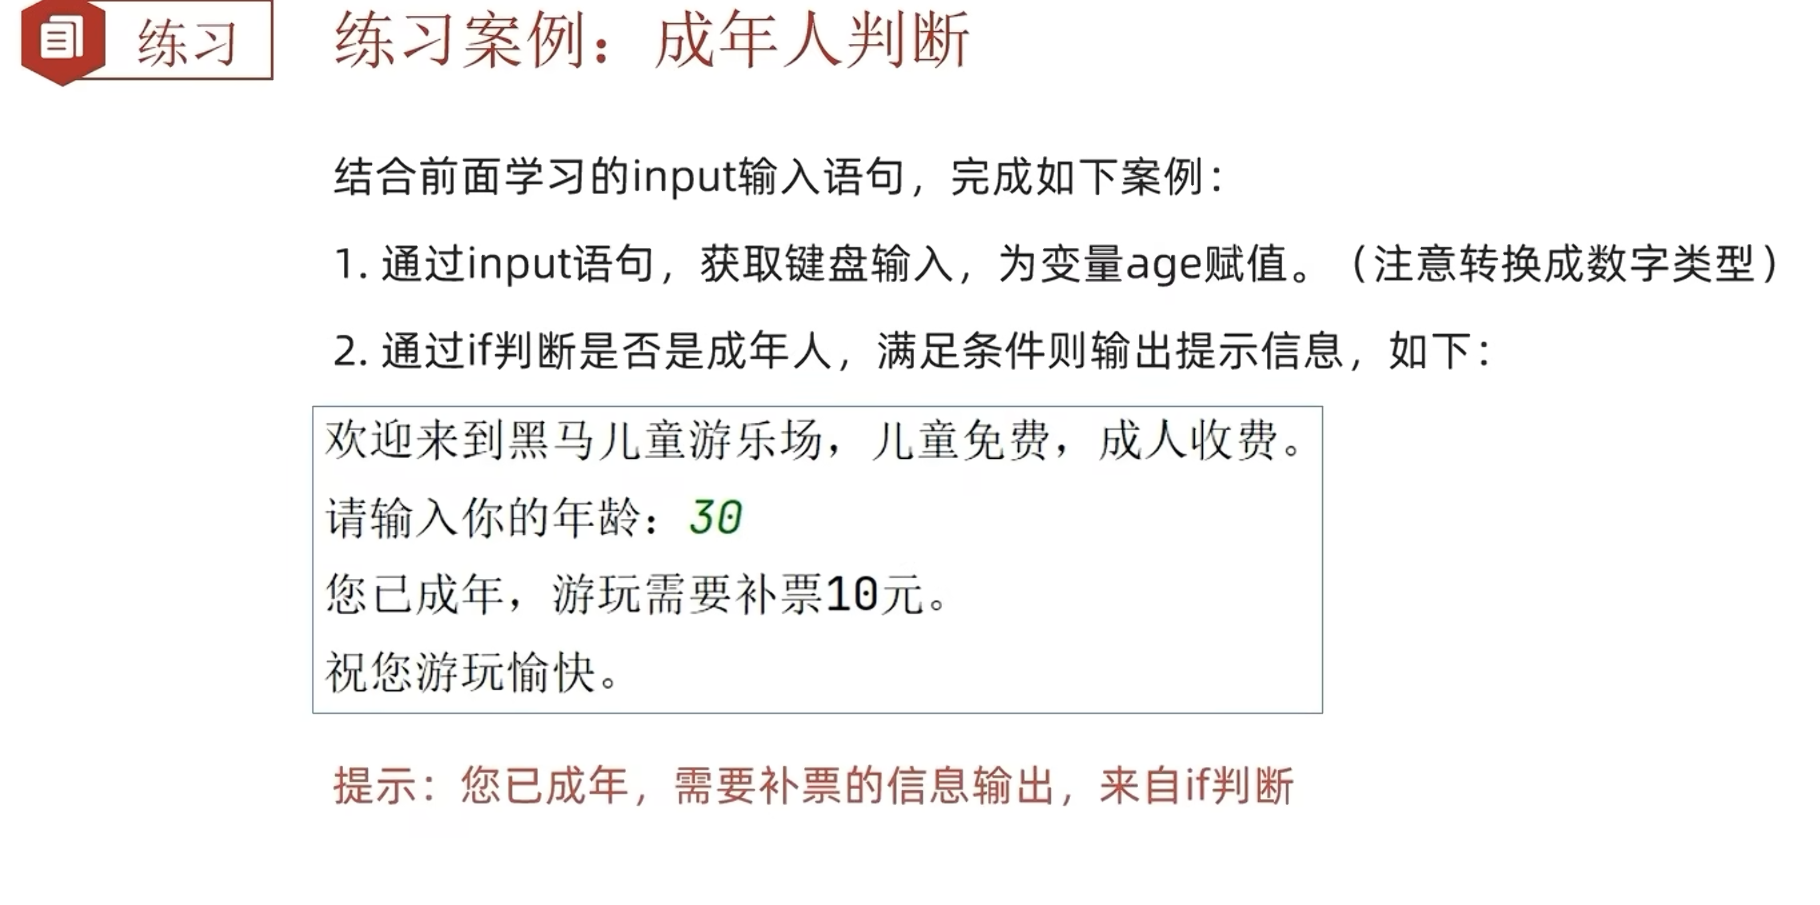 练习
练习案例：成年人判断
结合前面学习的input输入语句，完成如下案例：
1. 通过input语句，获取键盘输入，为变量age赋值。（注意转换成数字类型）
2. 通过if判断是否是成年人，满足条件则输出提示信息，如下：
欢迎来到黑马儿童游乐场，儿童免费，成人收费。
请输入你的年龄：30
您已成年，游玩需要补票10元。
祝您游玩愉快。
提示：您已成年，需要补票的信息输出，来自if判断